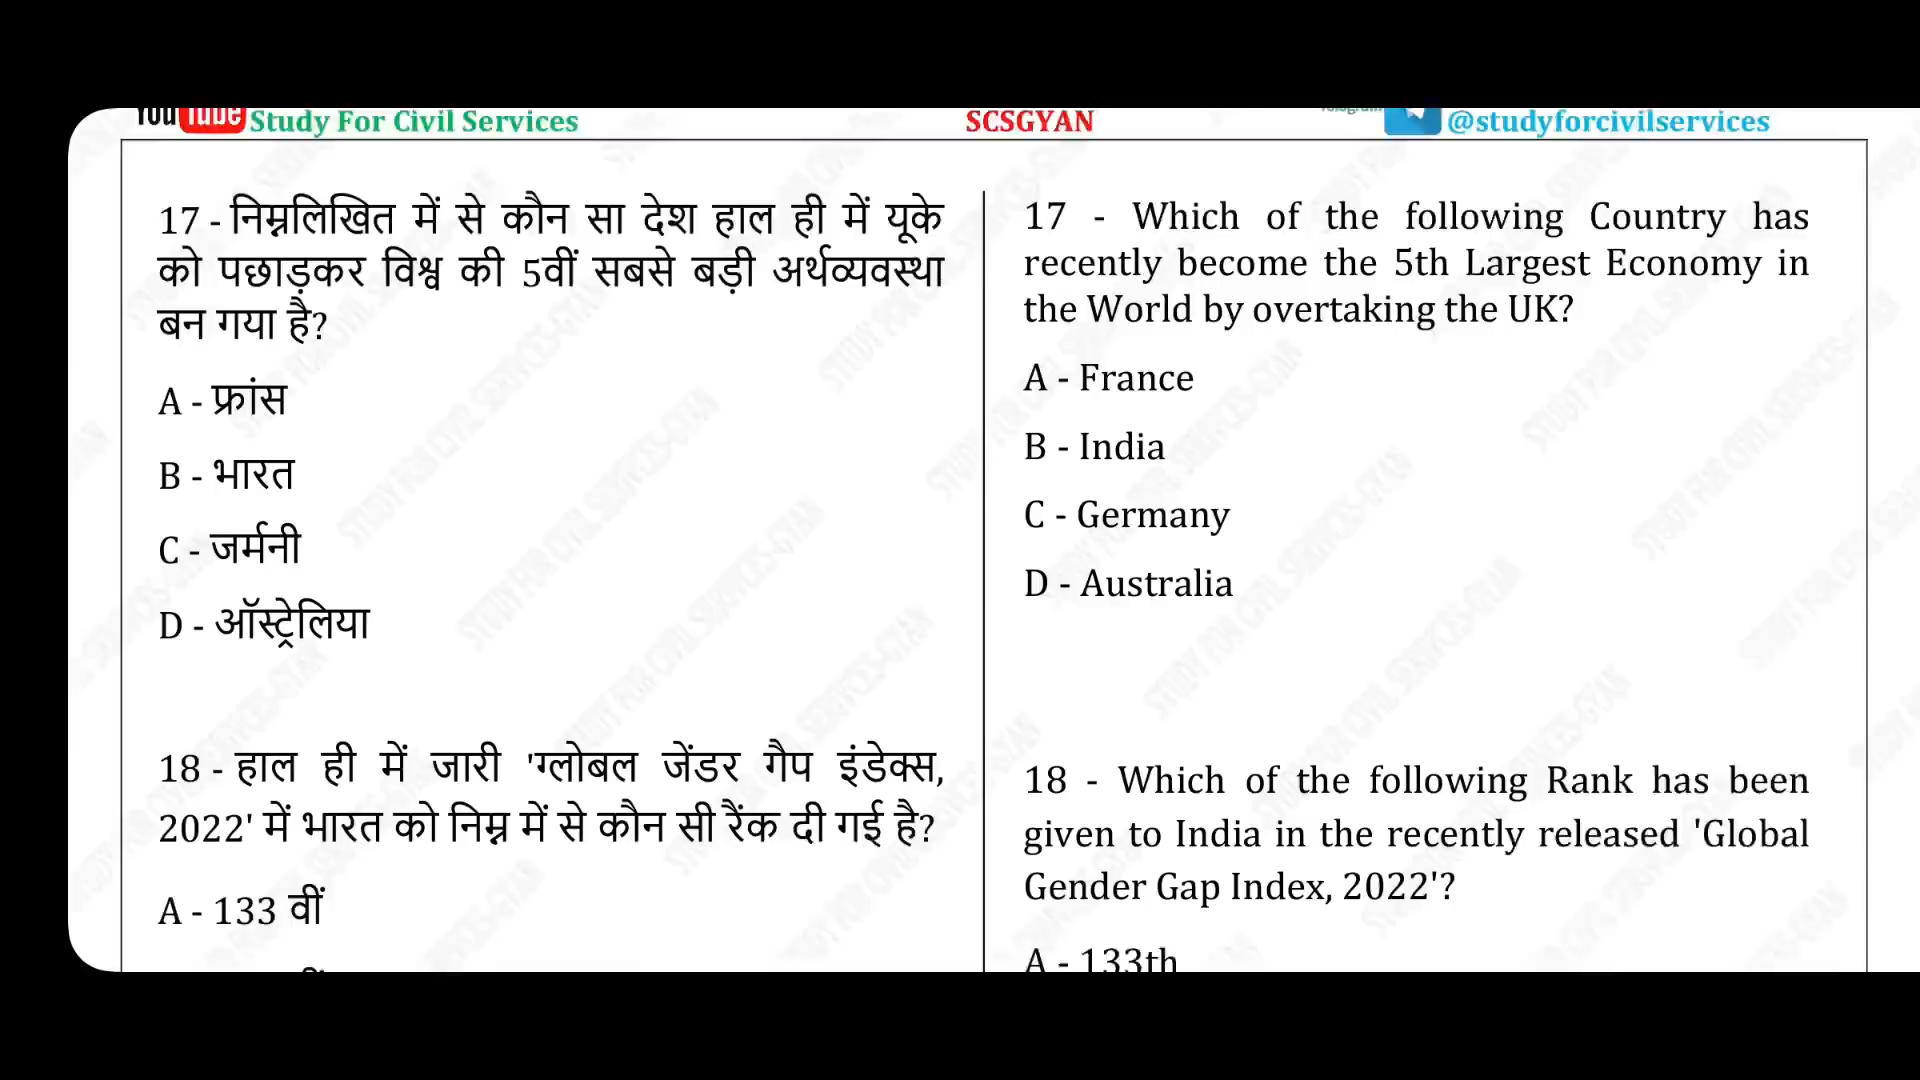 YouTube Study For Civil Services
SCSGYAN
@studyforcivilservices
17 - निम्नलिखित में से कौन सा देश हाल ही में यूके
को पछाड़कर विश्व की 5वीं सबसे बड़ी अर्थव्यवस्था
बन गया है?
A - फ्रांस
B - भारत
C - जर्मनी
D - ऑस्ट्रेलिया
18 - हाल ही में जारी 'ग्लोबल जेंडर गैप इंडेक्स,
2022' में भारत को निम्न में से कौन सी रैंक दी गई है?
A - 133 वीं
17 - Which of the following Country has
recently become the 5th Largest Economy in
the World by overtaking the UK?
A - France
B - India
C - Germany
D - Australia
18 - Which of the following Rank has been
given to India in the recently released 'Global
Gender Gap Index, 2022'?
A - 133th